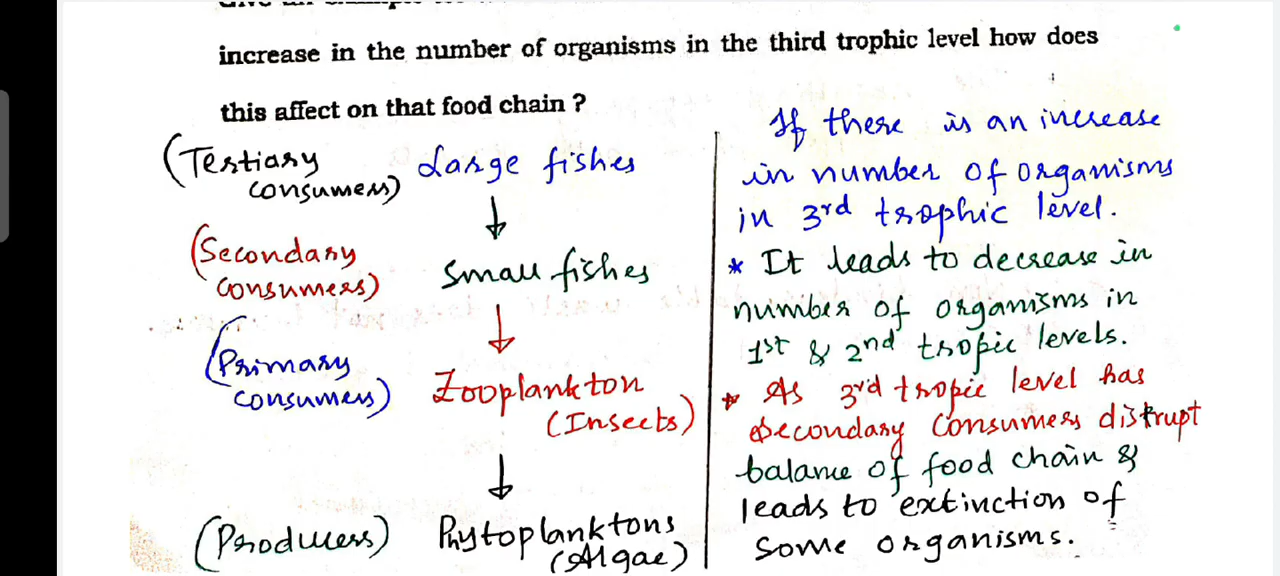 increase in the number of organisms in the third trophic level how does
this affect on that food chain ?
(Tertiary
consumers)
Large fishes
(Secondary
consumers)
Small fishes
(Primary
consumers)
Zooplankton
(Insects)
(Producers)
Phytoplanktons
(Algae)
If there is an increase
in number of organisms
in 3rd trophic level.
* It leads to decrease in
number of organisms in
1st & 2nd tropic levels.
* As 3rd tropic level has
Secondary consumers distrupt
balance of food chain &
leads to extinction of
some organisms.